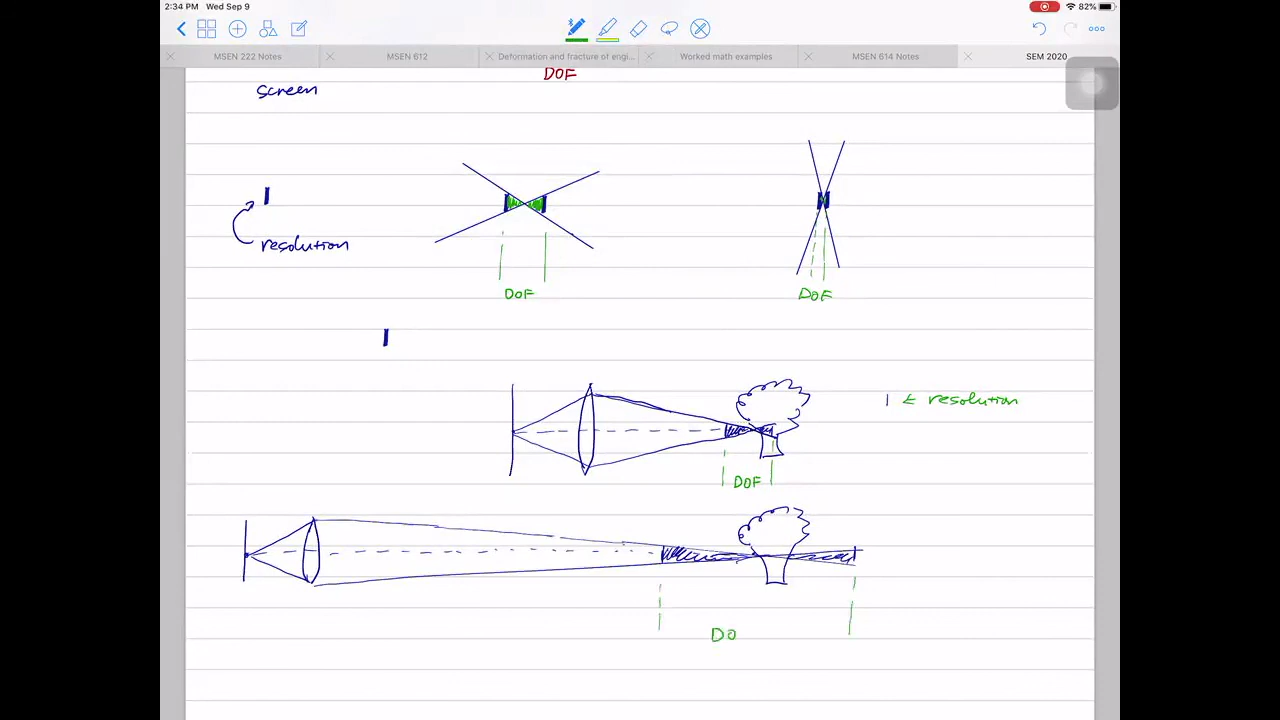 2:34 PM Wed Sep 9
82%
MSEN 222 Notes
MSEN 612
Deformation and fracture of engi...
Worked math examples
MSEN 614 Notes
SEM 2020
DOF
screen
resolution
DOF
DOF
resolution
DOF
DO